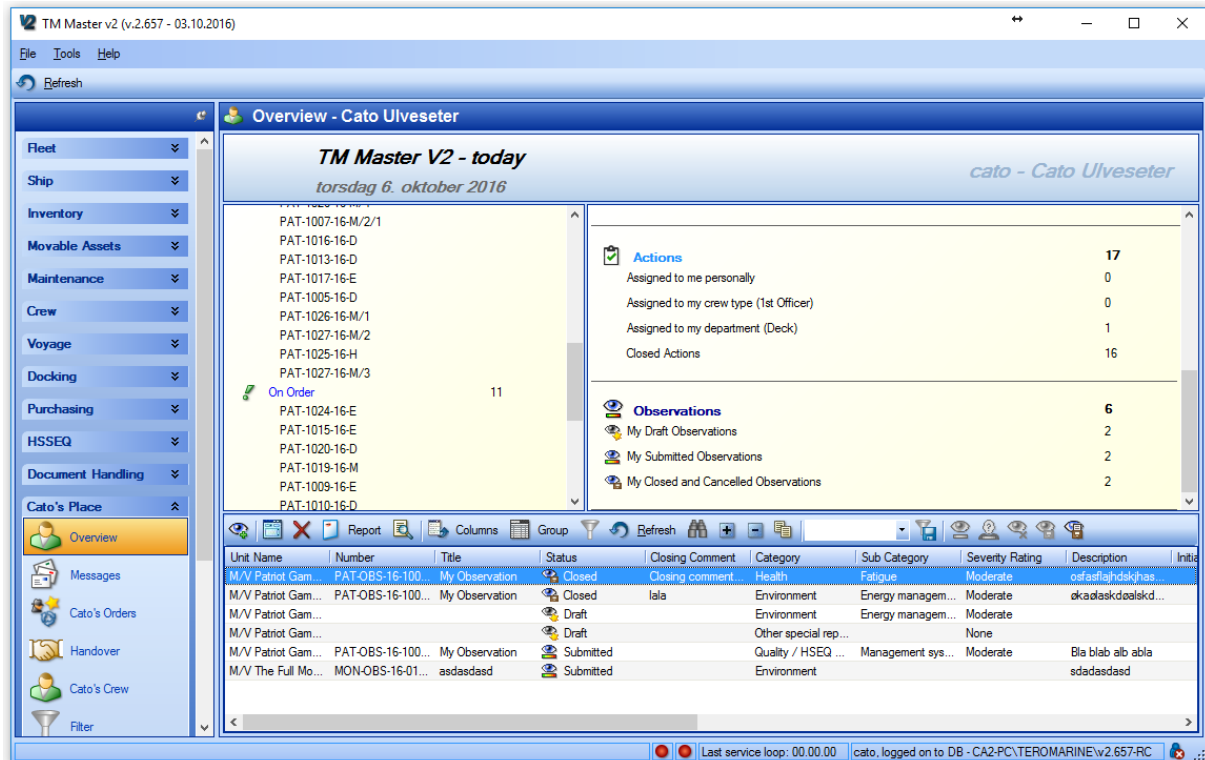 V2 TM Master v2 (v.2.657 - 03.10.2016)
File Tools Help
Refresh
Fleet
Ship
Inventory
Movable Assets
Maintenance
Crew
Voyage
Docking
Purchasing
HSSEQ
Document Handling
Cato's Place
Overview
Messages
Cato's Orders
Handover
Cato's Crew
Filter
Overview - Cato Ulveseter
TM Master V2 - today
torsdag 6. oktober 2016
cato - Cato Ulveseter
PAT-1007-16-M/2/1
PAT-1016-16-D
PAT-1013-16-D
PAT-1017-16-E
PAT-1005-16-D
PAT-1026-16-M/1
PAT-1027-16-M/2
PAT-1025-16-H
PAT-1027-16-M/3
On Order 11
PAT-1024-16-E
PAT-1015-16-E
PAT-1020-16-D
PAT-1019-16-M
PAT-1009-16-E
PAT-1010-16-D
Actions 17
Assigned to me personally 0
Assigned to my crew type (1st Officer) 0
Assigned to my department (Deck) 1
Closed Actions 16
Observations 6
My Draft Observations 2
My Submitted Observations 2
My Closed and Cancelled Observations 2
Report Columns Group Refresh
Unit Name Number Title Status Closing Comment Category Sub Category Severity Rating Description Initia
M/V Patriot Gam... PAT-OBS-16-100... My Observation Closed Closing comment... Health Fatigue Moderate osfasflajhdskjhas...
M/V Patriot Gam... PAT-OBS-16-100... My Observation Closed lala Environment Energy managem... Moderate økaølaskdøalskd...
M/V Patriot Gam... Draft Environment Energy managem... Moderate
M/V Patriot Gam... Draft Other special rep... None
M/V Patriot Gam... PAT-OBS-16-100... My Observation Submitted Quality / HSEQ ... Management sys... Moderate Bla blab alb abla
M/V The Full Mo... MON-OBS-16-01... asdasdasd Submitted Environment sdadasdasd
Last service loop: 00.00.00 cato, logged on to DB - CA2-PC\TEROMARINE\v2.657-RC